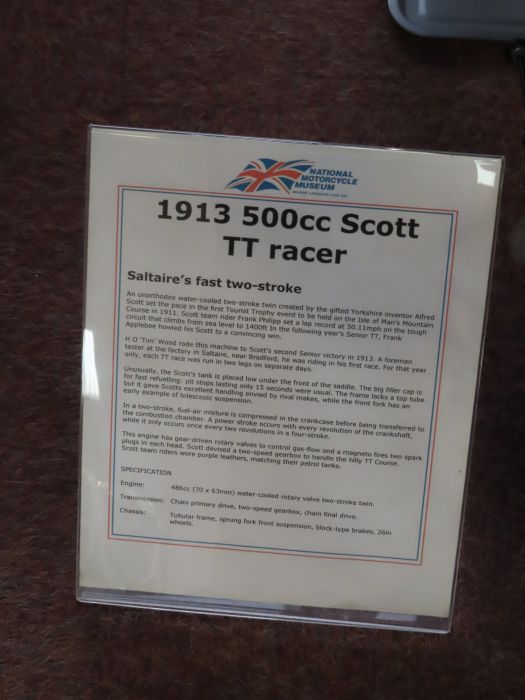 NATIONAL
MOTORCYCLE
MUSEUM
WHERE LEGENDS LIVE ON
1913 500cc Scott
TT racer
Saltaire's fast two-stroke
An unorthodox water-cooled two-stroke twin created by the gifted Yorkshire inventor Alfred
Scott set the pace in the first Tourist Trophy event to be held on the Isle of Man's Mountain
Course in 1911. Scott team rider Frank Philipp set a lap record at 50.11mph on the tough
circuit that climbs from sea level to 1400ft In the following year's Senior TT, Frank
Applebee howled his Scott to a convincing win.
H O 'Tim' Wood rode this machine to Scott's second Senior victory in 1913. A foreman
tester at the factory in Saltaire, near Bradford, he was riding in his first race. For that year
only, each TT race was run in two legs on separate days.
Unusually, the Scott's tank is placed low under the front of the saddle. The big filler cap is
for fast refuelling: pit stops lasting only 15 seconds were usual. The frame lacks a top tube
but it gave Scotts excellent handling envied by rival makes, while the front fork has an
early example of telescopic suspension.
In a two-stroke, fuel-air mixture is compressed in the crankcase before being transferred to
the combustion chamber. A power stroke occurs with every revolution of the crankshaft,
while it only occurs once every two revolutions in a four-stroke.
This engine has gear-driven rotary valves to control gas-flow and a magneto fires two spark
plugs in each head. Scott devised a two-speed gearbox to handle the hilly TT Course.
Scott team riders wore purple leathers, matching their petrol tanks.
SPECIFICATION
Engine: 486cc (70 x 63mm) water-cooled rotary valve two-stroke twin.
Transmission: Chain primary drive, two-speed gearbox, chain final drive.
Chassis: Tubular frame, sprung fork front suspension, block-type brakes, 26in
wheels.